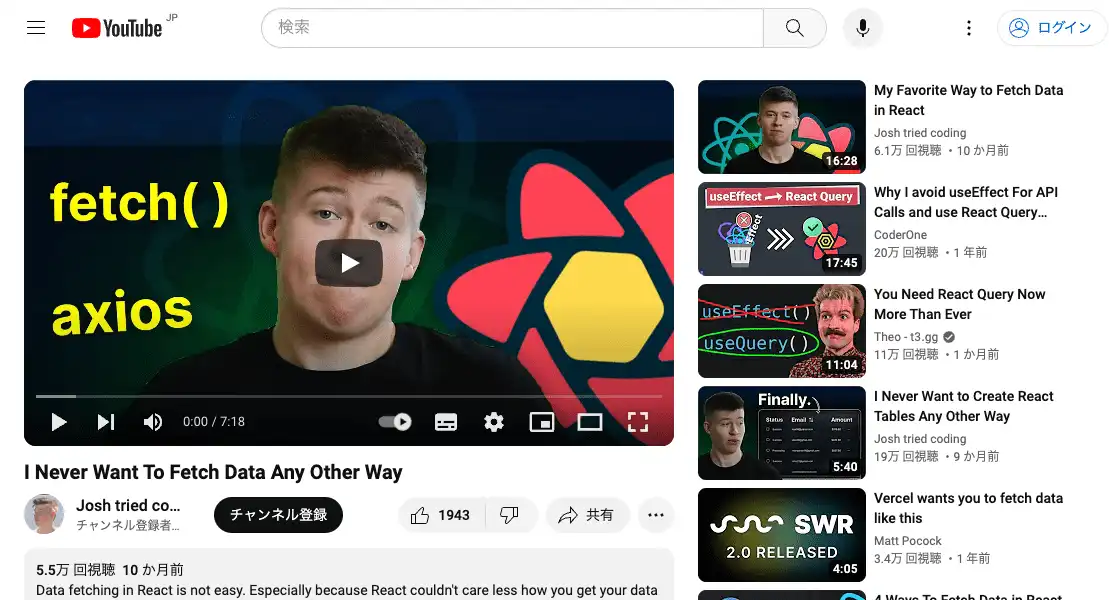 YouTube JP
検索
ログイン
fetch( )
axios
0:00 / 7:18
I Never Want To Fetch Data Any Other Way
Josh tried co...
チャンネル登録者...
チャンネル登録
1943
共有
5.5万 回視聴 10 か月前
Data fetching in React is not easy. Especially because React couldn't care less how you get your data
16:28
My Favorite Way to Fetch Data
in React
Josh tried coding
6.1万 回視聴 ・10 か月前
useEffect → React Query
Effect
17:45
Why I avoid useEffect For API
Calls and use React Query...
CoderOne
20万 回視聴 ・1 年前
useEffect()
useQuery()
11:04
You Need React Query Now
More Than Ever
Theo - t3.gg
11万 回視聴 ・1 か月前
Finally.
Status Email Amount
5:40
I Never Want to Create React
Tables Any Other Way
Josh tried coding
19万 回視聴 ・9 か月前
SWR
2.0 RELEASED
4:05
Vercel wants you to fetch data
like this
Matt Pocock
3.4万 回視聴 ・1 年前
4 Ways To Fetch Data in React